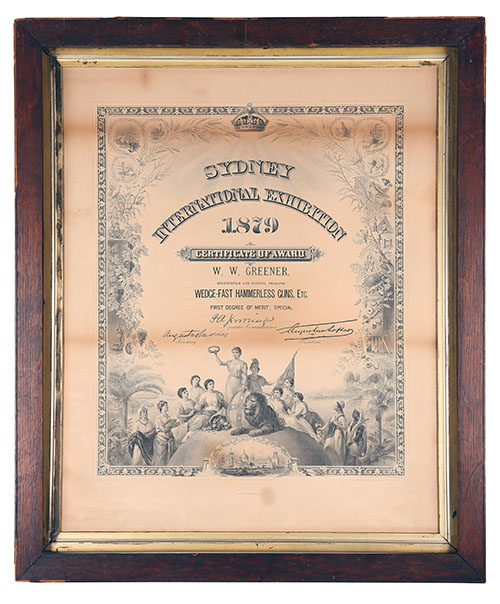 SYDNEY
INTERNATIONAL EXHIBITION
1879
CERTIFICATE OF AWARD
W. W. GREENER,
BIRMINGHAM AND LONDON, ENGLAND.
WEDGE-FAST HAMMERLESS GUNS, ETC.
FIRST DEGREE OF MERIT: SPECIAL